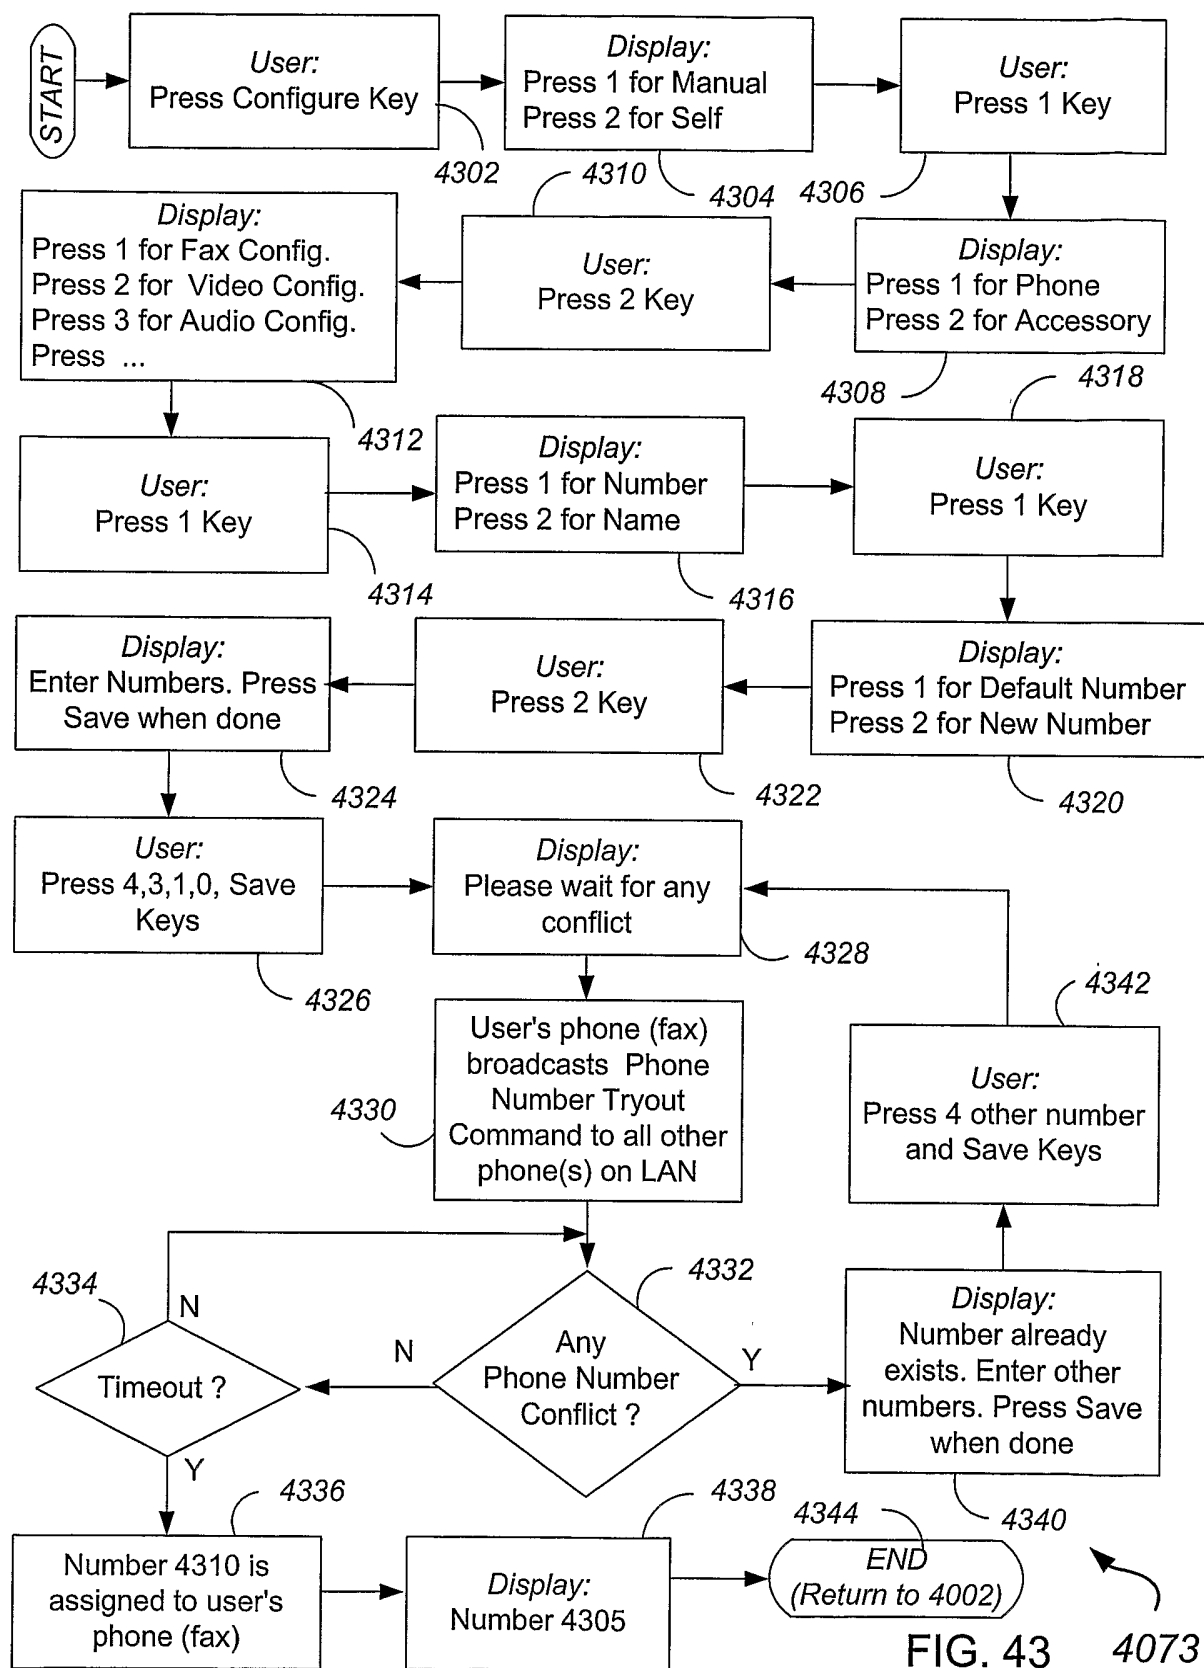 START
User:
Press Configure Key
4302
Display:
Press 1 for Manual
Press 2 for Self
4304
User:
Press 1 Key
4306
Display:
Press 1 for Phone
Press 2 for Accessory
4308
User:
Press 2 Key
4310
Display:
Press 1 for Fax Config.
Press 2 for Video Config.
Press 3 for Audio Config.
Press ...
4312
User:
Press 1 Key
4314
Display:
Press 1 for Number
Press 2 for Name
4316
User:
Press 1 Key
4318
Display:
Press 1 for Default Number
Press 2 for New Number
4320
User:
Press 2 Key
4322
Display:
Enter Numbers. Press
Save when done
4324
User:
Press 4,3,1,0, Save
Keys
4326
Display:
Please wait for any
conflict
4328
User's phone (fax)
broadcasts Phone
Number Tryout
Command to all other
phone(s) on LAN
4330
Any
Phone Number
Conflict ?
4332
N
Y
Timeout ?
4334
N
Y
Number 4310 is
assigned to user's
phone (fax)
4336
Display:
Number 4305
4338
Display:
Number already
exists. Enter other
numbers. Press Save
when done
4340
User:
Press 4 other number
and Save Keys
4342
END
(Return to 4002)
4344
FIG. 43
4073